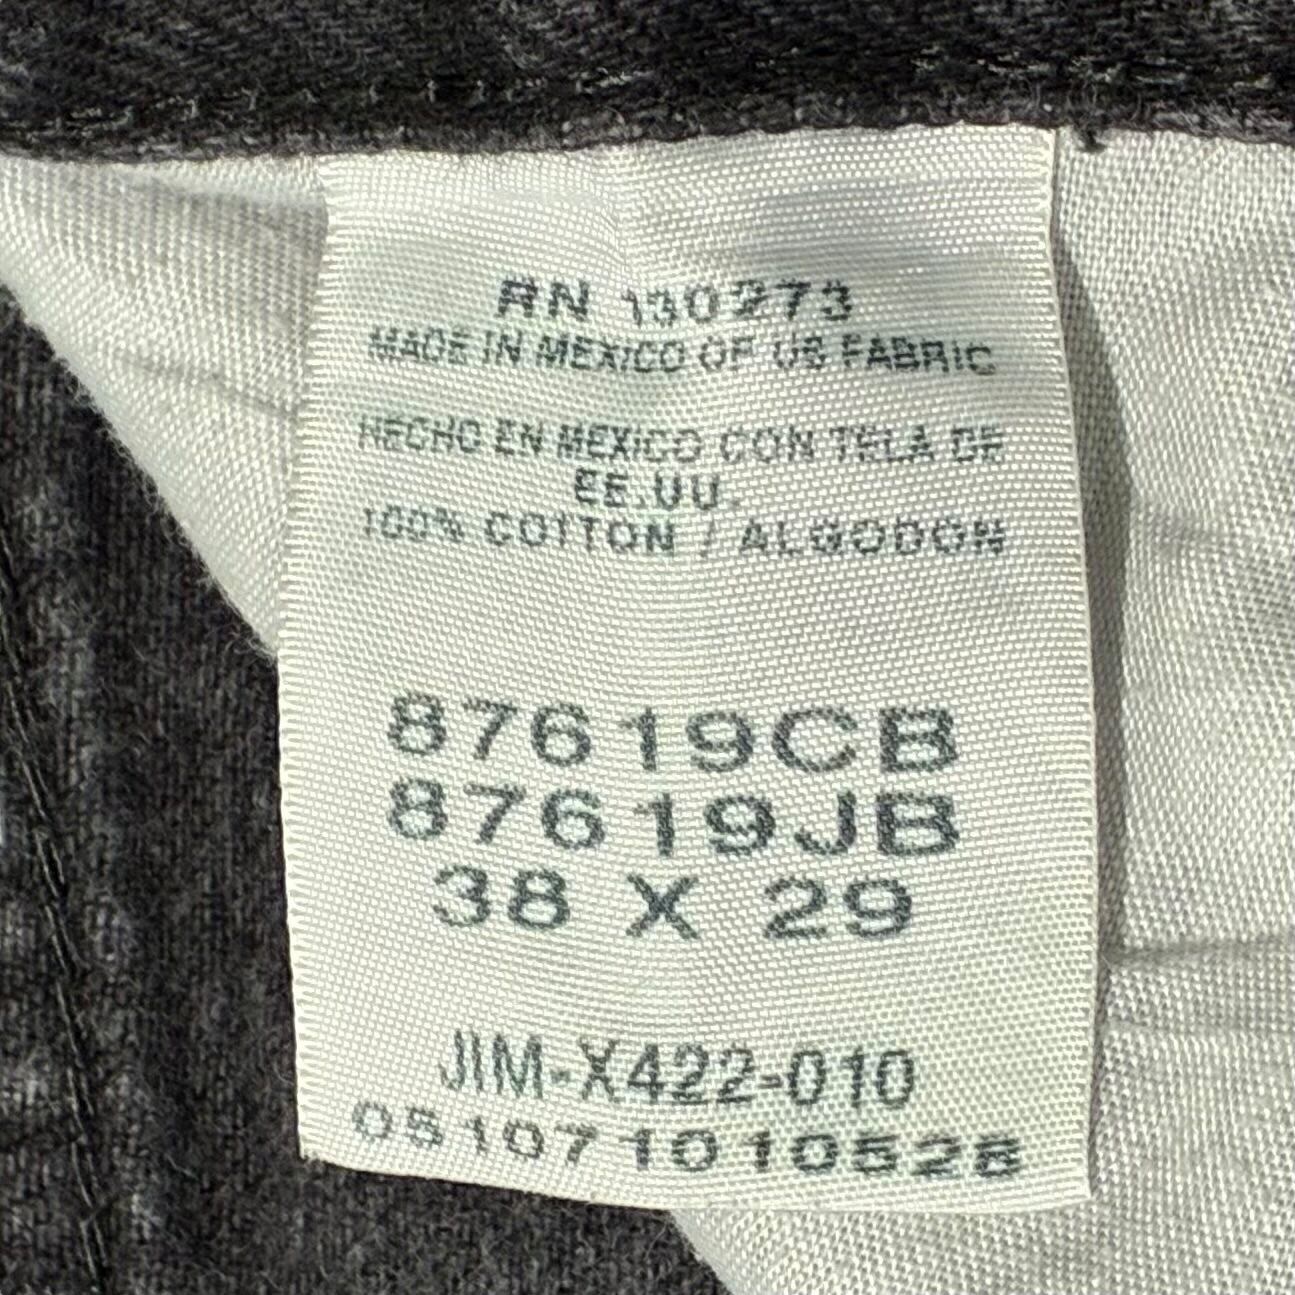 RN 130273
MADE IN MEXICO OF US FABRIC
HECHO EN MEXICO CON TELA DE
EE.UU.
100% COTTON / ALGODON
87619CB
87619JB
38 X 29
JIM-X422-010
051071010528